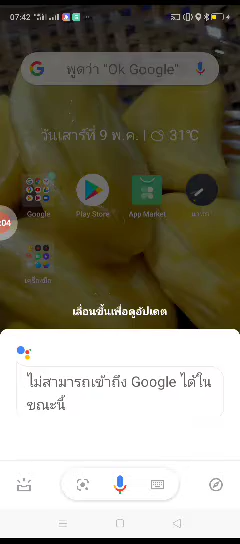 07:42
พูดว่า "Ok Google"
วันเสาร์ที่ 9 พ.ค. | 31°C
:04
Google
Play Store
App Market
เครื่องมือ
เลื่อนขึ้นเพื่อดูอัปเดต
ไม่สามารถเข้าถึง Google ได้ใน
ขณะนี้